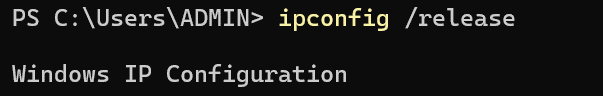 PS C:\Users\ADMIN> ipconfig /release
Windows IP Configuration